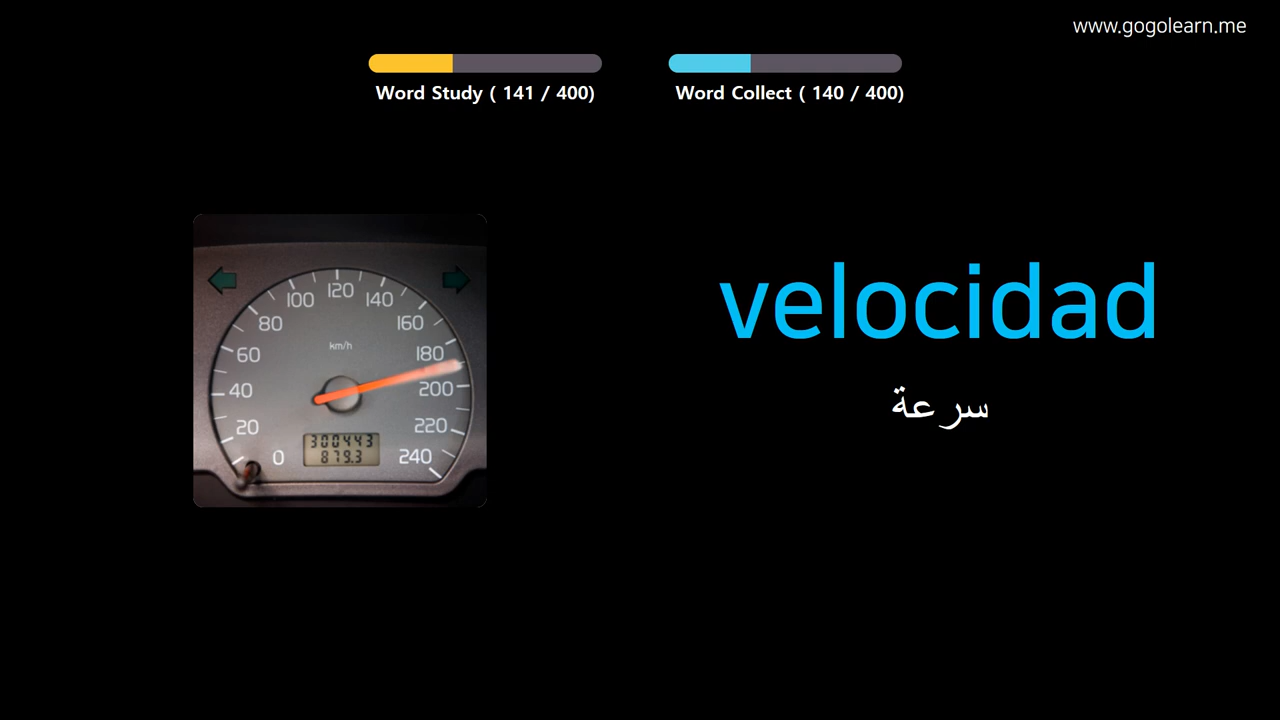 www.gogolearn.me
Word Study ( 141 / 400)
Word Collect ( 140 / 400)
velocidad
سرعة
0
20
40
60
80
100
120
140
160
180
200
220
240
km/h
300443
879.3